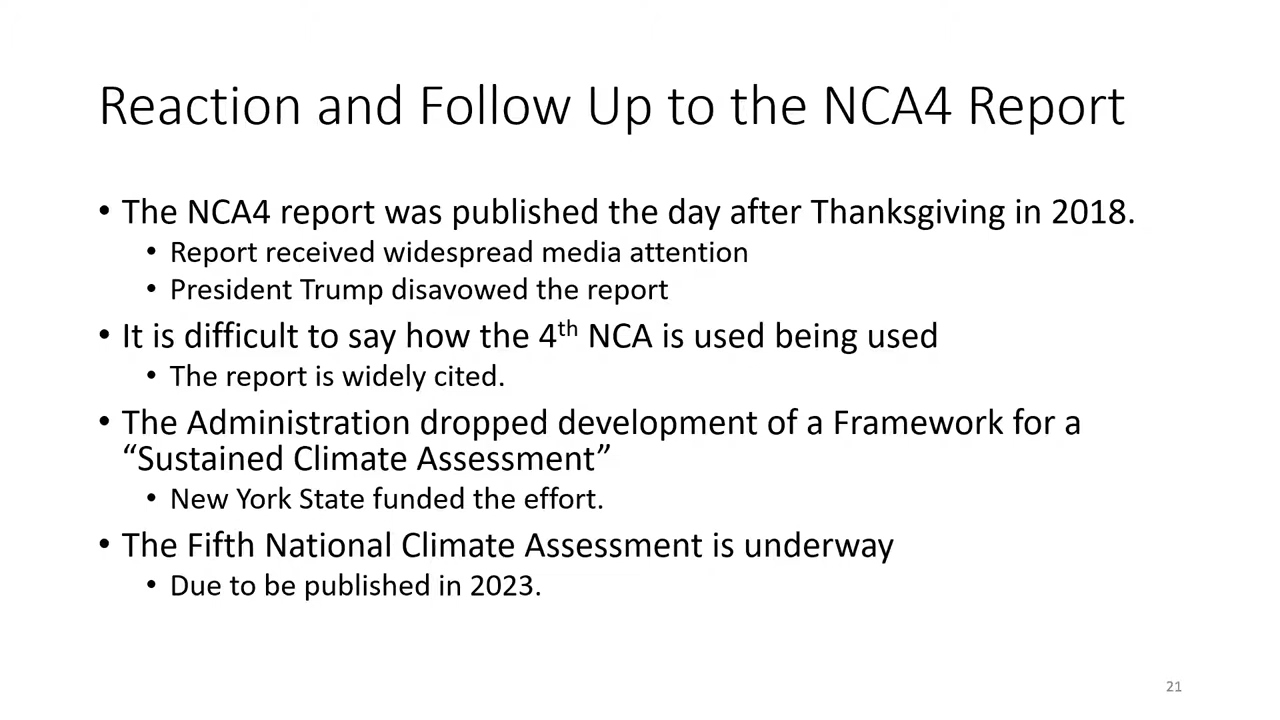 Reaction and Follow Up to the NCA4 Report
• The NCA4 report was published the day after Thanksgiving in 2018.
• Report received widespread media attention
• President Trump disavowed the report
• It is difficult to say how the 4th NCA is used being used
• The report is widely cited.
• The Administration dropped development of a Framework for a
“Sustained Climate Assessment”
• New York State funded the effort.
• The Fifth National Climate Assessment is underway
• Due to be published in 2023.
21